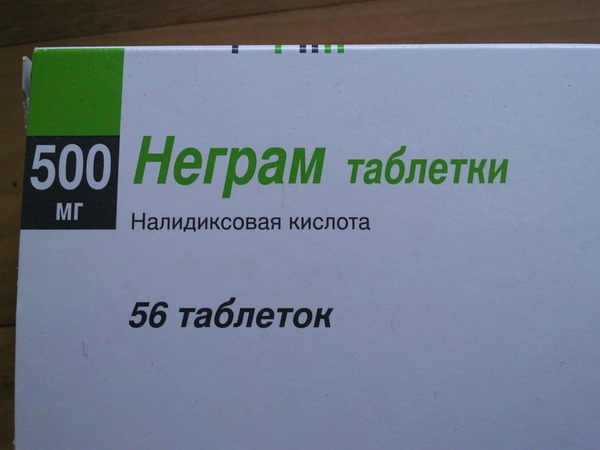 500
мг
Неграм таблетки
Налидиксовая кислота
56 таблеток